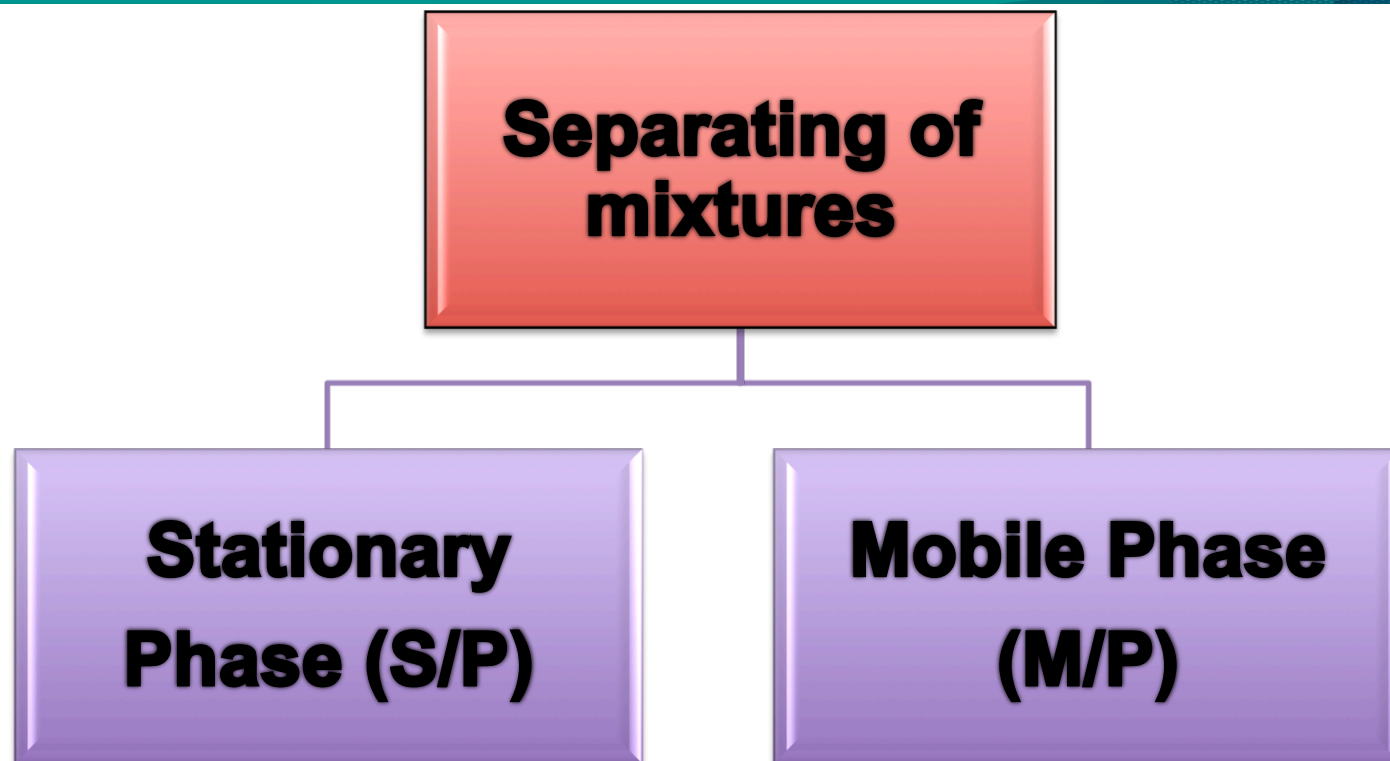 Separating of
mixtures
Stationary
Phase (S/P)
Mobile Phase
(M/P)